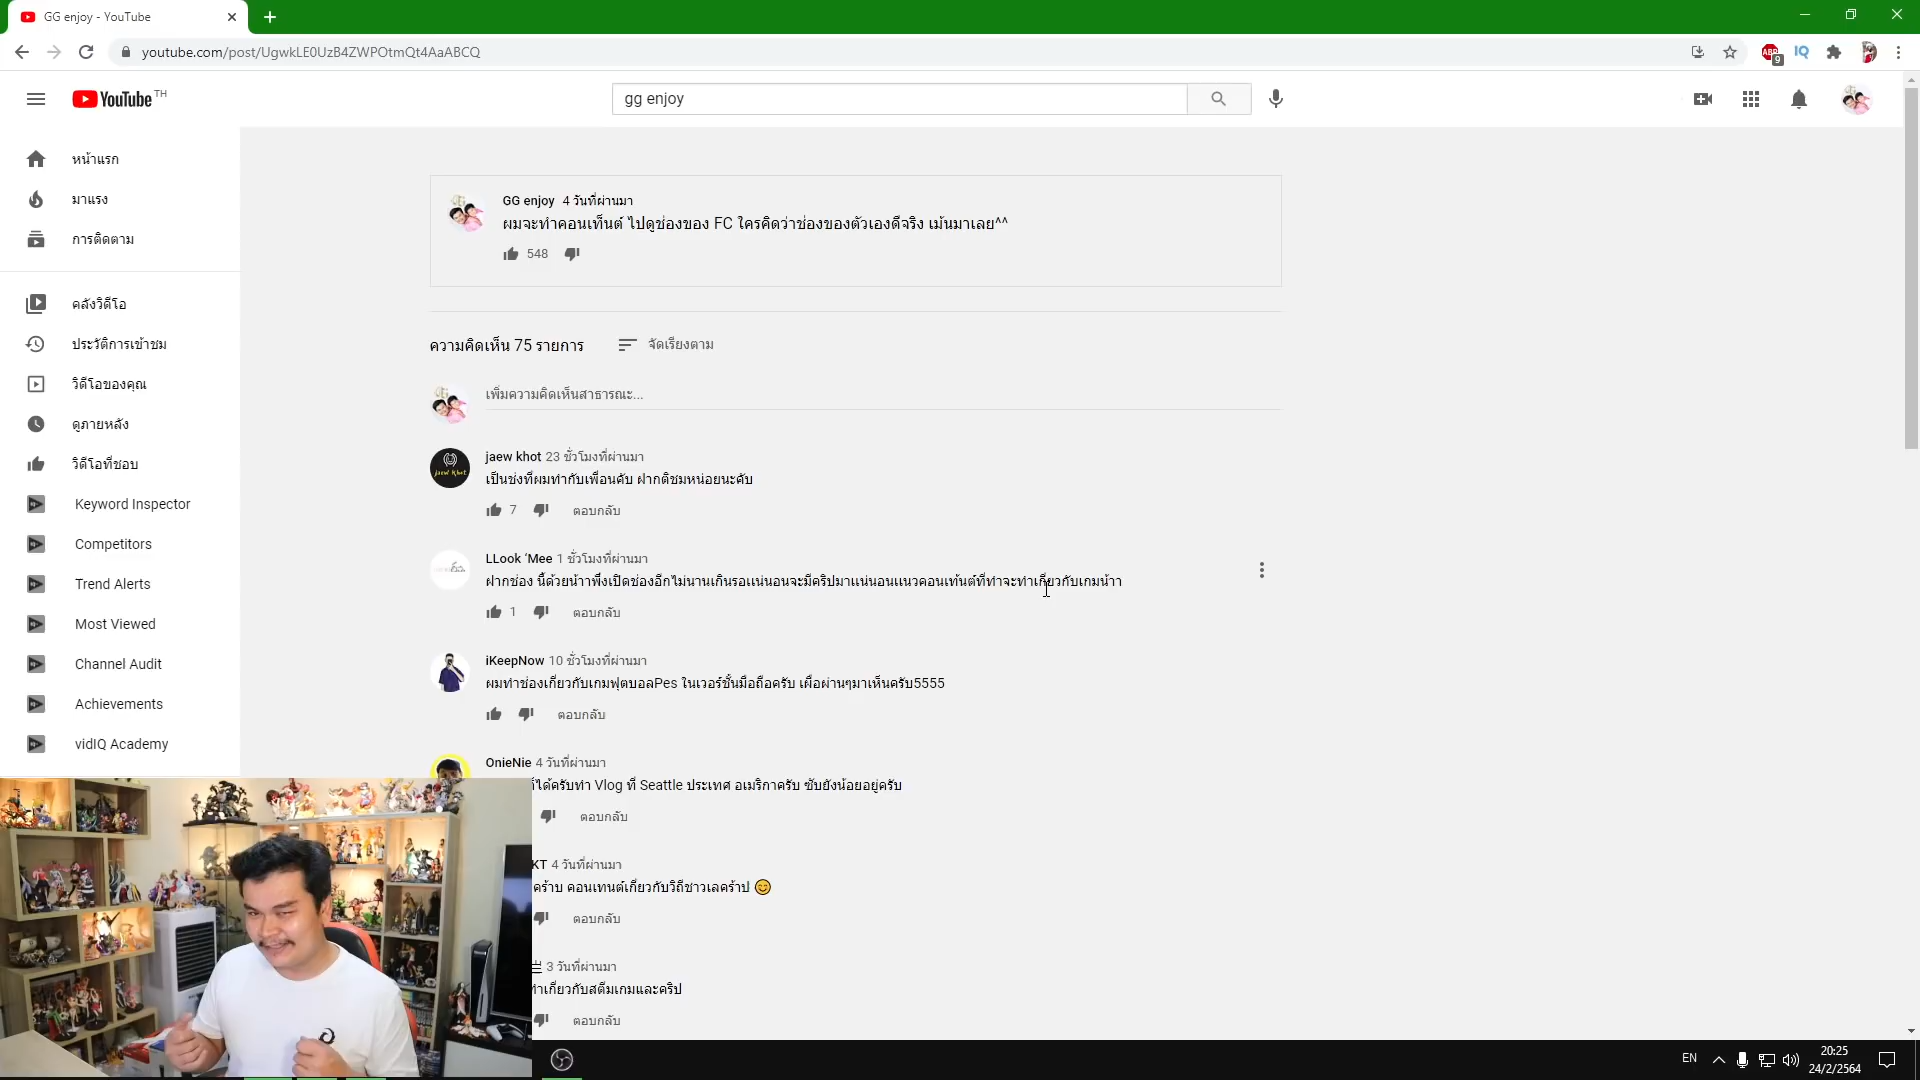 GG enjoy - YouTube
youtube.com/post/UgwkLE0UzB4ZWPOtmQt4AaABCQ
ABP
9
IQ
YouTube TH
gg enjoy
หน้าแรก
มาแรง
การติดตาม
คลังวิดีโอ
ประวัติการเข้าชม
วิดีโอของคุณ
ดูภายหลัง
วิดีโอที่ชอบ
Keyword Inspector
Competitors
Trend Alerts
Most Viewed
Channel Audit
Achievements
vidIQ Academy
GG enjoy 4 วันที่ผ่านมา
ผมจะทำคอนเท็นต์ ไปดูช่องของ FC ใครคิดว่าช่องของตัวเองดีจริง เม้นมาเลย^^
548
ความคิดเห็น 75 รายการ
จัดเรียงตาม
เพิ่มความคิดเห็นสาธารณะ...
jaew khot
jaew khot 23 ชั่วโมงที่ผ่านมา
เป็นช่งที่ผมทำกับเพื่อนคับ ฝากติชมหน่อยนะคับ
7
ตอบกลับ
LLook ‘Mee 1 ชั่วโมงที่ผ่านมา
ฝากช่อง นี้ด้วยน้าาพึ่งเปิดช่องอีกไม่นานเกินรอแน่นอนจะมีคริปมาแน่นอนแนวคอนเท้นต์ที่ทำจะทำเกี่ยวกับเกมน้าา
1
ตอบกลับ
iKeepNow 10 ชั่วโมงที่ผ่านมา
ผมทำช่องเกี่ยวกับเกมฟุตบอลPes ในเวอร์ชั่นมือถือครับ เผื่อผ่านๆมาเห็นครับ5555
ตอบกลับ
OnieNie 4 วันที่ผ่านมา
ก็ได้ครับทำ Vlog ที่ Seattle ประเทศ อเมริกาครับ ซับยังน้อยอยู่ครับ
ตอบกลับ
KT 4 วันที่ผ่านมา
คร้าบ คอนเทนต์เกี่ยวกับวิถีชาวเลคร้าป 😊
ตอบกลับ
3 วันที่ผ่านมา
ทำเกี่ยวกับสตีมเกมและคริป
ตอบกลับ
EN
20:25
24/2/2564